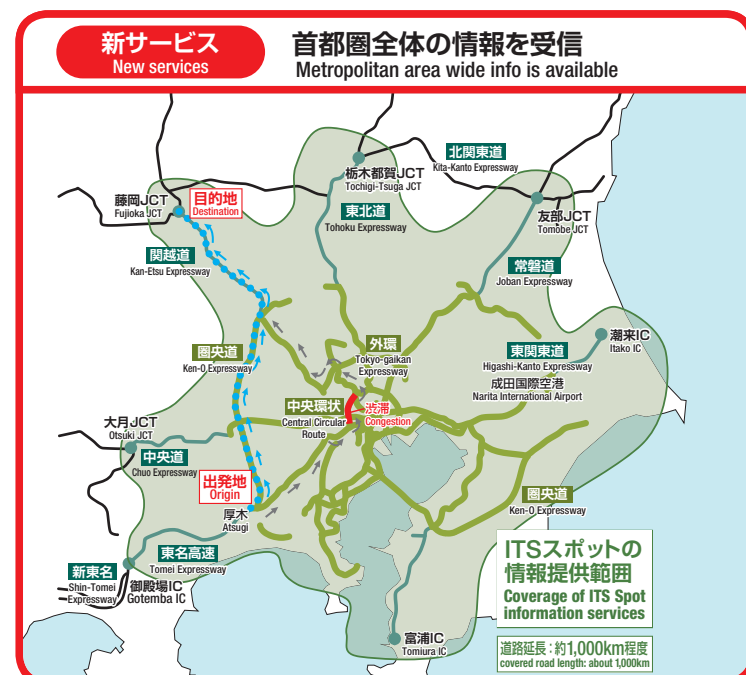 新サービス
New services
首都圏全体の情報を受信
Metropolitan area wide info is available
北関東道
Kita-Kanto Expressway
栃木都賀JCT
Tochigi-Tsuga JCT
藤岡JCT
Fujioka JCT
目的地
Destination
東北道
Tohoku Expressway
友部JCT
Tomobe JCT
関越道
Kan-Etsu Expressway
常磐道
Joban Expressway
潮来IC
Itako IC
外環
Tokyo-gaikan
Expressway
東関東道
Higashi-Kanto Expressway
圏央道
Ken-O Expressway
成田国際空港
Narita International Airport
中央環状
Central Circular
Route
渋滞
Congestion
大月JCT
Otsuki JCT
中央道
Chuo Expressway
出発地
Origin
厚木
Atsugi
圏央道
Ken-O Expressway
東名高速
Tomei Expressway
新東名
Shin-Tomei
Expressway
御殿場IC
Gotemba IC
ITSスポットの
情報提供範囲
Coverage of ITS Spot
information services
富浦IC
Tomiura IC
道路延長：約1,000km程度
covered road length: about 1,000km